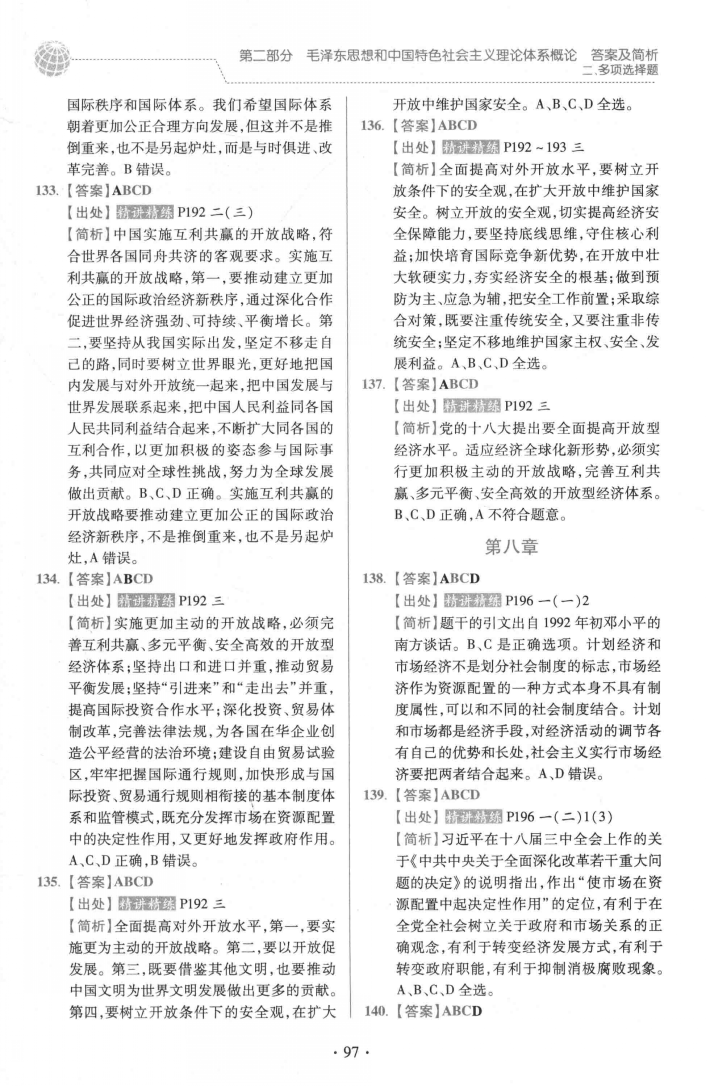 第二部分　毛泽东思想和中国特色社会主义理论体系概论　答案及简析
二.多项选择题
国际秩序和国际体系。我们希望国际体系
朝着更加公正合理方向发展,但这并不是推
倒重来,也不是另起炉灶,而是与时俱进、改
革完善。B错误。
133.【答案】ABCD
【出处】精讲精练 P192 二(三)
【简析】中国实施互利共赢的开放战略,符
合世界各国同舟共济的客观要求。实施互
利共赢的开放战略,第一,要推动建立更加
公正的国际政治经济新秩序,通过深化合作
促进世界经济强劲、可持续、平衡增长。第
二,要坚持从我国实际出发,坚定不移走自
己的路,同时要树立世界眼光,更好地把国
内发展与对外开放统一起来,把中国发展与
世界发展联系起来,把中国人民利益同各国
人民共同利益结合起来,不断扩大同各国的
互利合作,以更加积极的姿态参与国际事
务,共同应对全球性挑战,努力为全球发展
做出贡献。B、C、D正确。实施互利共赢的
开放战略要推动建立更加公正的国际政治
经济新秩序,不是推倒重来,也不是另起炉
灶,A错误。
134.【答案】ABCD
【出处】精讲精练 P192 三
【简析】实施更加主动的开放战略,必须完
善互利共赢、多元平衡、安全高效的开放型
经济体系;坚持出口和进口并重,推动贸易
平衡发展;坚持“引进来”和“走出去”并重,
提高国际投资合作水平;深化投资、贸易体
制改革,完善法律法规,为各国在华企业创
造公平经营的法治环境;建设自由贸易试验
区,牢牢把握国际通行规则,加快形成与国
际投资、贸易通行规则相衔接的基本制度体
系和监管模式,既充分发挥市场在资源配置
中的决定性作用,又更好地发挥政府作用。
A、C、D正确,B错误。
135.【答案】ABCD
【出处】精讲精练 P192 三
【简析】全面提高对外开放水平,第一,要实
施更为主动的开放战略。第二,要以开放促
发展。第三,既要借鉴其他文明,也要推动
中国文明为世界文明发展做出更多的贡献。
第四,要树立开放条件下的安全观,在扩大
开放中维护国家安全。A、B、C、D全选。
136.【答案】ABCD
【出处】精讲精练 P192～193 三
【简析】全面提高对外开放水平,要树立开
放条件下的安全观,在扩大开放中维护国家
安全。树立开放的安全观,切实提高经济安
全保障能力,要坚持底线思维,守住核心利
益;加快培育国际竞争新优势,在开放中壮
大软硬实力,夯实经济安全的根基;做到预
防为主、应急为辅,把安全工作前置;采取综
合对策,既要注重传统安全,又要注重非传
统安全;坚定不移地维护国家主权、安全、发
展利益。A、B、C、D全选。
137.【答案】ABCD
【出处】精讲精练 P192 三
【简析】党的十八大提出要全面提高开放型
经济水平。适应经济全球化新形势,必须实
行更加积极主动的开放战略,完善互利共
赢、多元平衡、安全高效的开放型经济体系。
B、C、D正确,A不符合题意。
第八章
138.【答案】ABCD
【出处】精讲精练 P196 一(一)2
【简析】题干的引文出自1992年初邓小平的
南方谈话。B、C是正确选项。计划经济和
市场经济不是划分社会制度的标志,市场经
济作为资源配置的一种方式本身不具有制
度属性,可以和不同的社会制度结合。计划
和市场都是经济手段,对经济活动的调节各
有自己的优势和长处,社会主义实行市场经
济要把两者结合起来。A、D错误。
139.【答案】ABCD
【出处】精讲精练 P196 一(二)1(3)
【简析】习近平在十八届三中全会上作的关
于《中共中央关于全面深化改革若干重大问
题的决定》的说明指出,作出“使市场在资
源配置中起决定性作用”的定位,有利于在
全党全社会树立关于政府和市场关系的正
确观念,有利于转变经济发展方式,有利于
转变政府职能,有利于抑制消极腐败现象。
A、B、C、D全选。
140.【答案】ABCD
· 97 ·